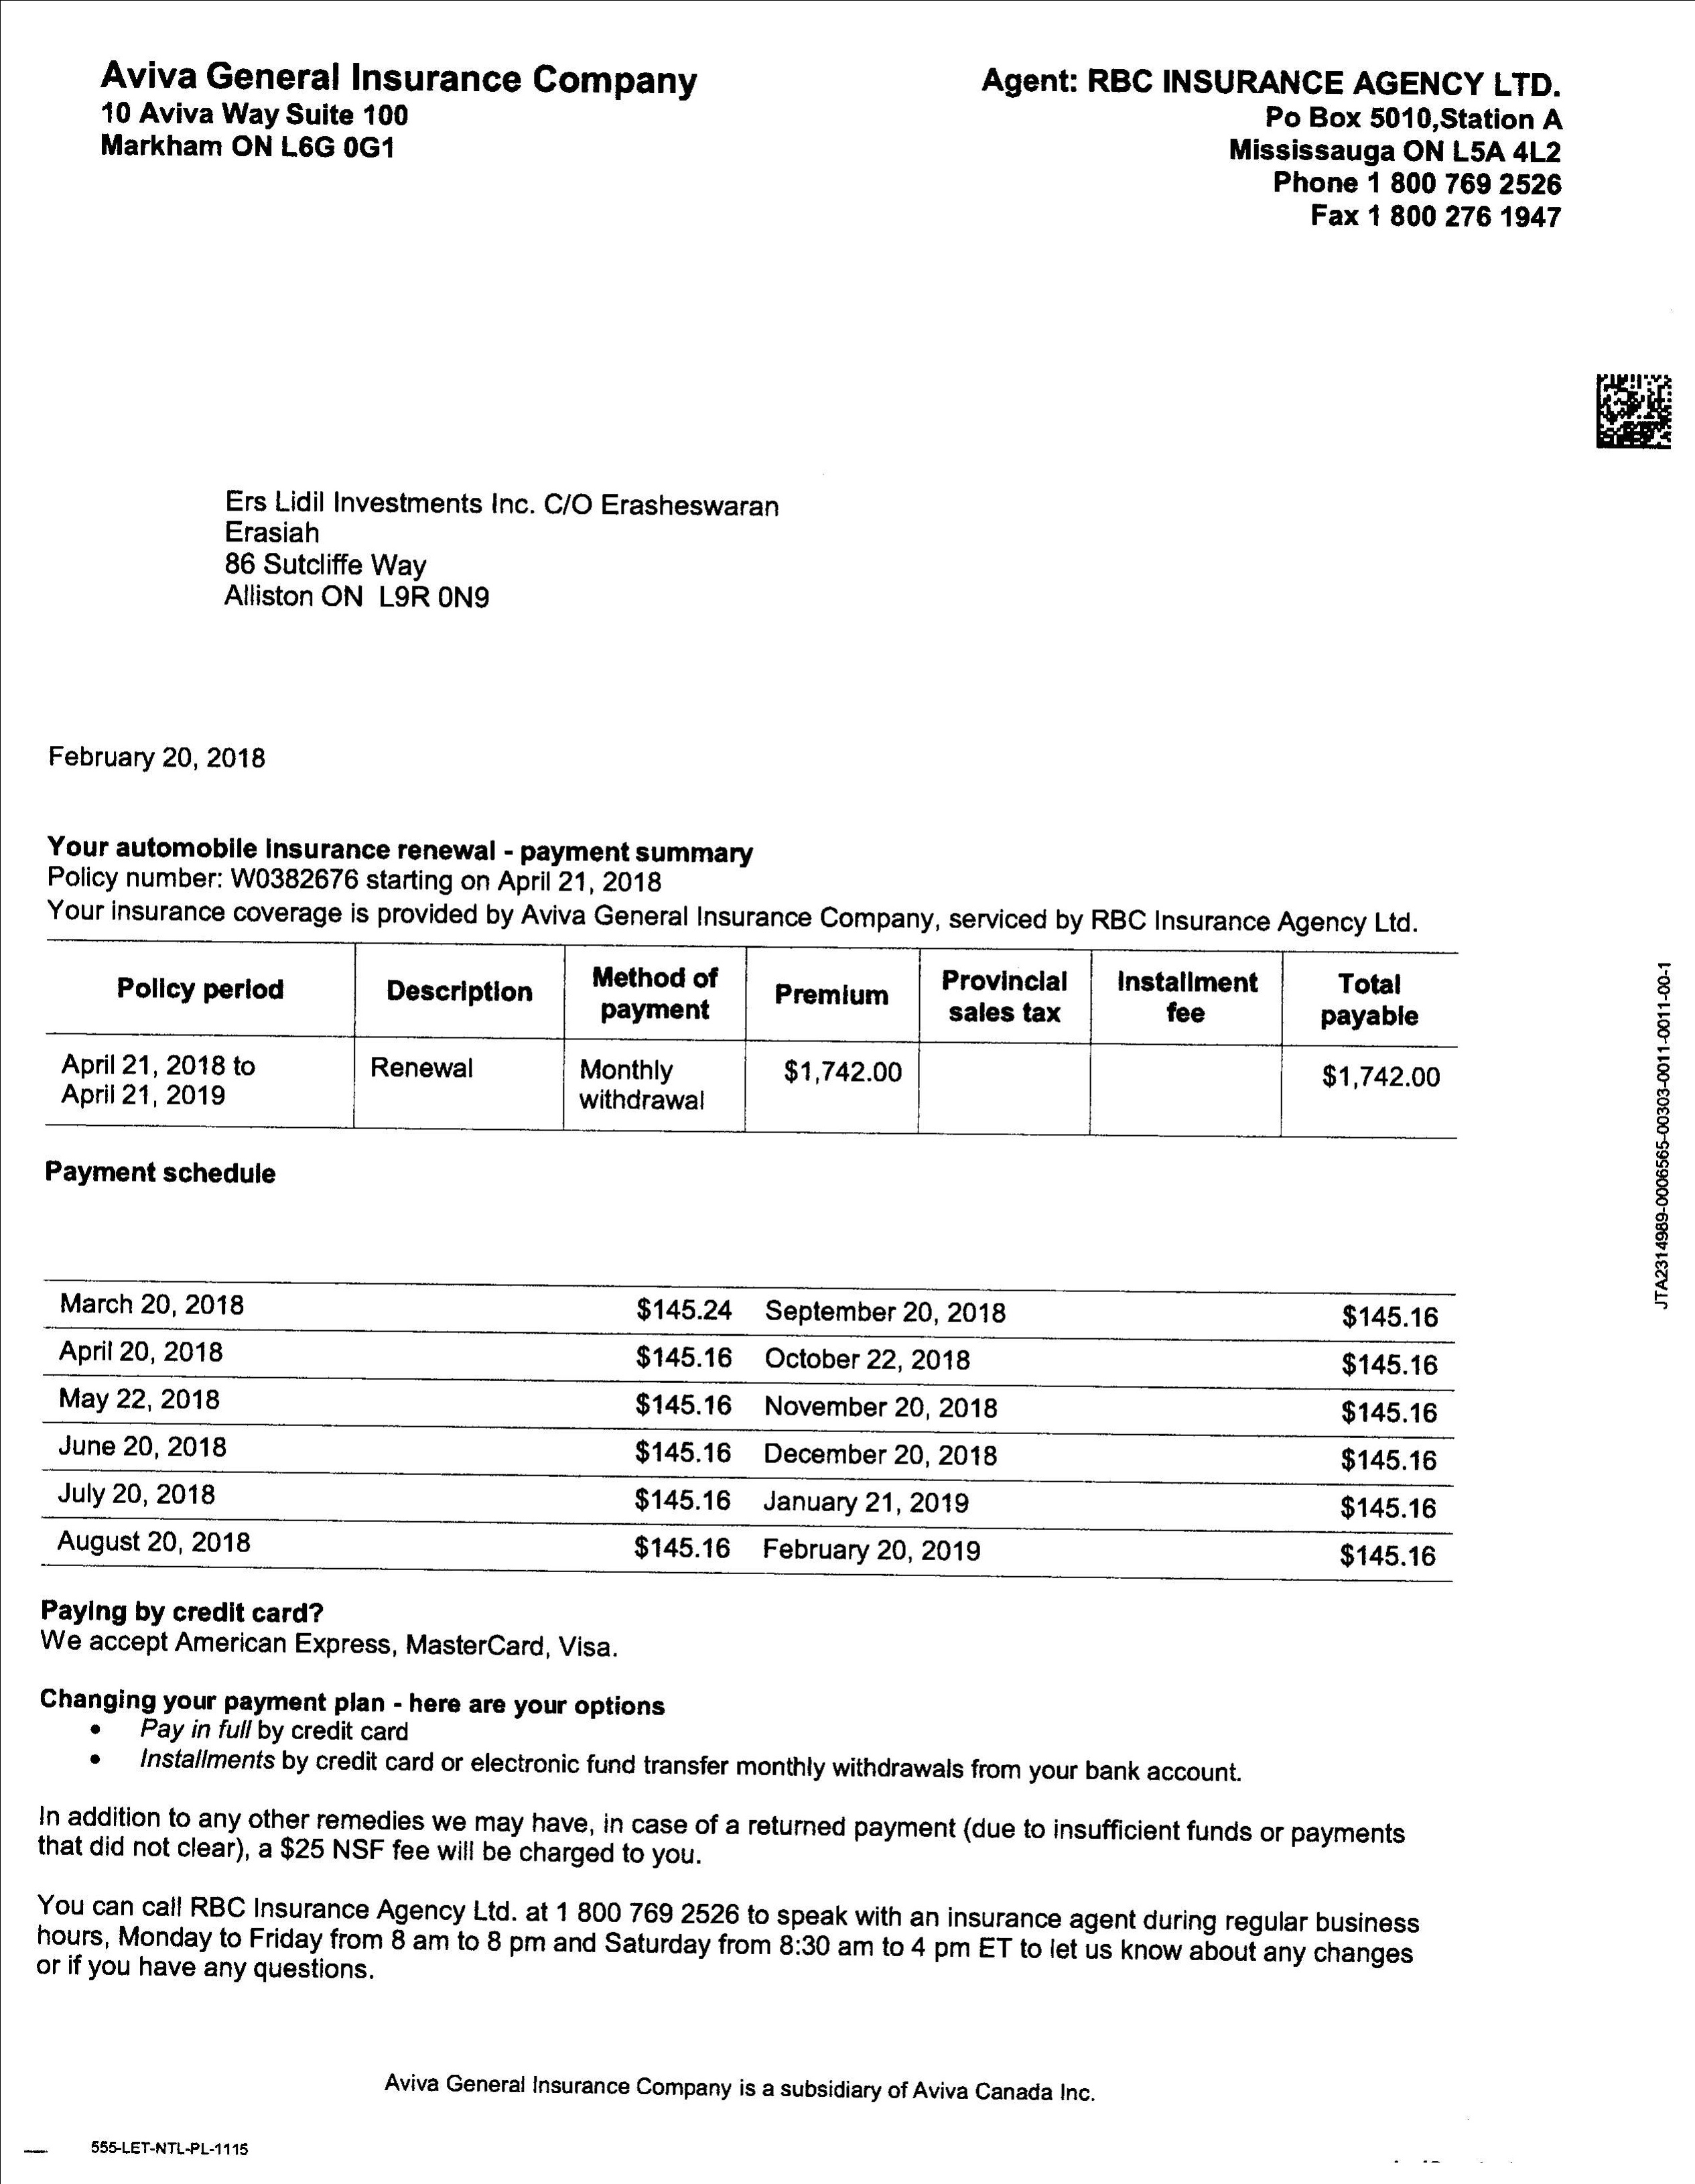 Aviva General Insurance Company
10 Aviva Way Suite 100
Markham ON L6G 0G1
Agent: RBC INSURANCE AGENCY LTD.
Po Box 5010,Station A
Mississauga ON L5A 4L2
Phone 1 800 769 2526
Fax 1 800 276 1947
Ers Lidil Investments Inc. C/O Erasheswaran
Erasiah
86 Sutcliffe Way
Alliston ON L9R 0N9
February 20, 2018
Your automobile insurance renewal - payment summary
Policy number: W0382676 starting on April 21, 2018
Your insurance coverage is provided by Aviva General Insurance Company, serviced by RBC Insurance Agency Ltd.
Policy period Description Method of payment Premium Provincial sales tax Installment fee Total payable
April 21, 2018 to April 21, 2019 Renewal Monthly withdrawal $1,742.00 $1,742.00
Payment schedule
March 20, 2018 $145.24 September 20, 2018 $145.16
April 20, 2018 $145.16 October 22, 2018 $145.16
May 22, 2018 $145.16 November 20, 2018 $145.16
June 20, 2018 $145.16 December 20, 2018 $145.16
July 20, 2018 $145.16 January 21, 2019 $145.16
August 20, 2018 $145.16 February 20, 2019 $145.16
Paying by credit card?
We accept American Express, MasterCard, Visa.
Changing your payment plan - here are your options
• Pay in full by credit card
• Installments by credit card or electronic fund transfer monthly withdrawals from your bank account.
In addition to any other remedies we may have, in case of a returned payment (due to insufficient funds or payments
that did not clear), a $25 NSF fee will be charged to you.
You can call RBC Insurance Agency Ltd. at 1 800 769 2526 to speak with an insurance agent during regular business
hours, Monday to Friday from 8 am to 8 pm and Saturday from 8:30 am to 4 pm ET to let us know about any changes
or if you have any questions.
Aviva General Insurance Company is a subsidiary of Aviva Canada Inc.
555-LET-NTL-PL-1115
JTA2314989-0006565-00303-0011-0011-00-1